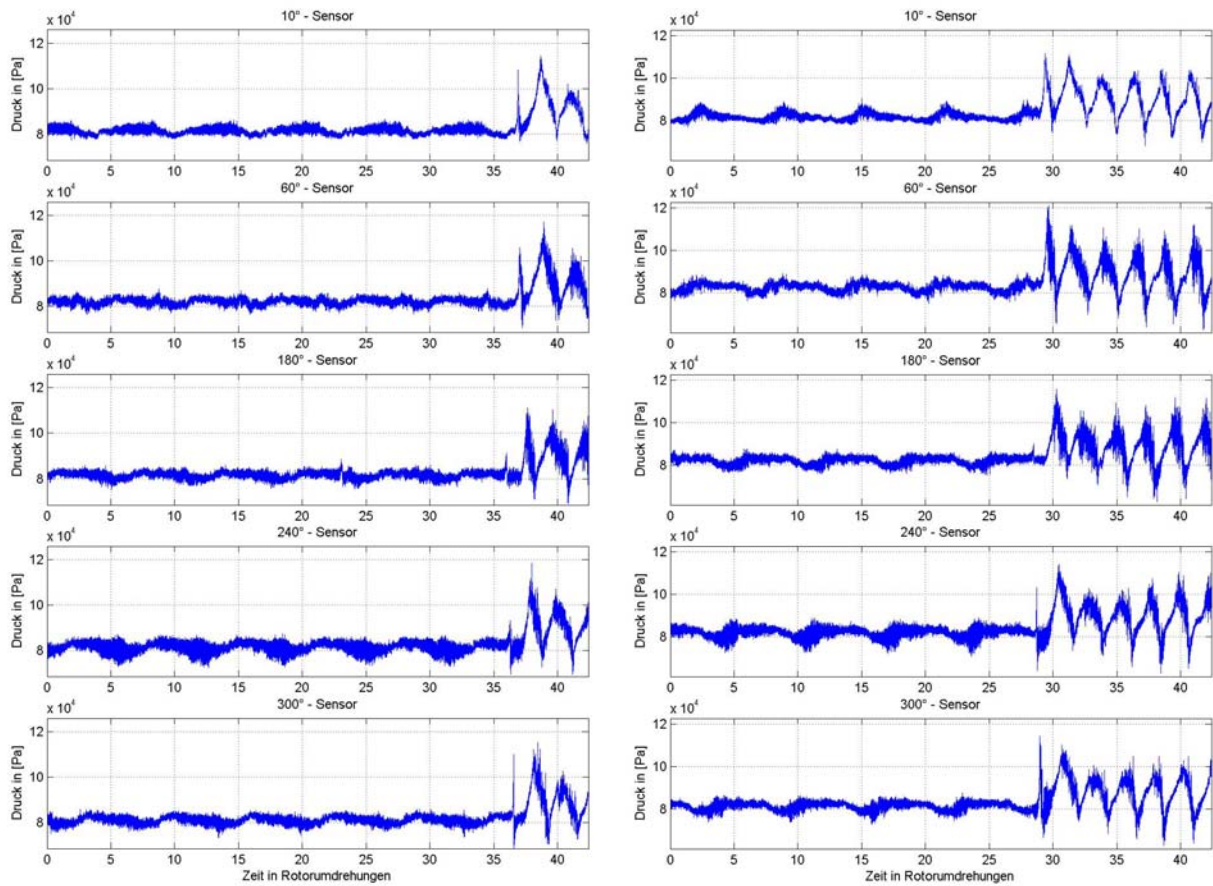 10° - Sensor
x 10⁴
Druck in [Pa]
12
10
8
0 5 10 15 20 25 30 35 40
60° - Sensor
x 10⁴
Druck in [Pa]
12
10
8
0 5 10 15 20 25 30 35 40
180° - Sensor
x 10⁴
Druck in [Pa]
12
10
8
0 5 10 15 20 25 30 35 40
240° - Sensor
x 10⁴
Druck in [Pa]
12
10
8
0 5 10 15 20 25 30 35 40
300° - Sensor
x 10⁴
Druck in [Pa]
12
10
8
0 5 10 15 20 25 30 35 40
Zeit in Rotorumdrehungen
10° - Sensor
x 10⁴
Druck in [Pa]
12
10
8
0 5 10 15 20 25 30 35 40
60° - Sensor
x 10⁴
Druck in [Pa]
12
10
8
0 5 10 15 20 25 30 35 40
180° - Sensor
x 10⁴
Druck in [Pa]
12
10
8
0 5 10 15 20 25 30 35 40
240° - Sensor
x 10⁴
Druck in [Pa]
12
10
8
0 5 10 15 20 25 30 35 40
300° - Sensor
x 10⁴
Druck in [Pa]
12
10
8
0 5 10 15 20 25 30 35 40
Zeit in Rotorumdrehungen